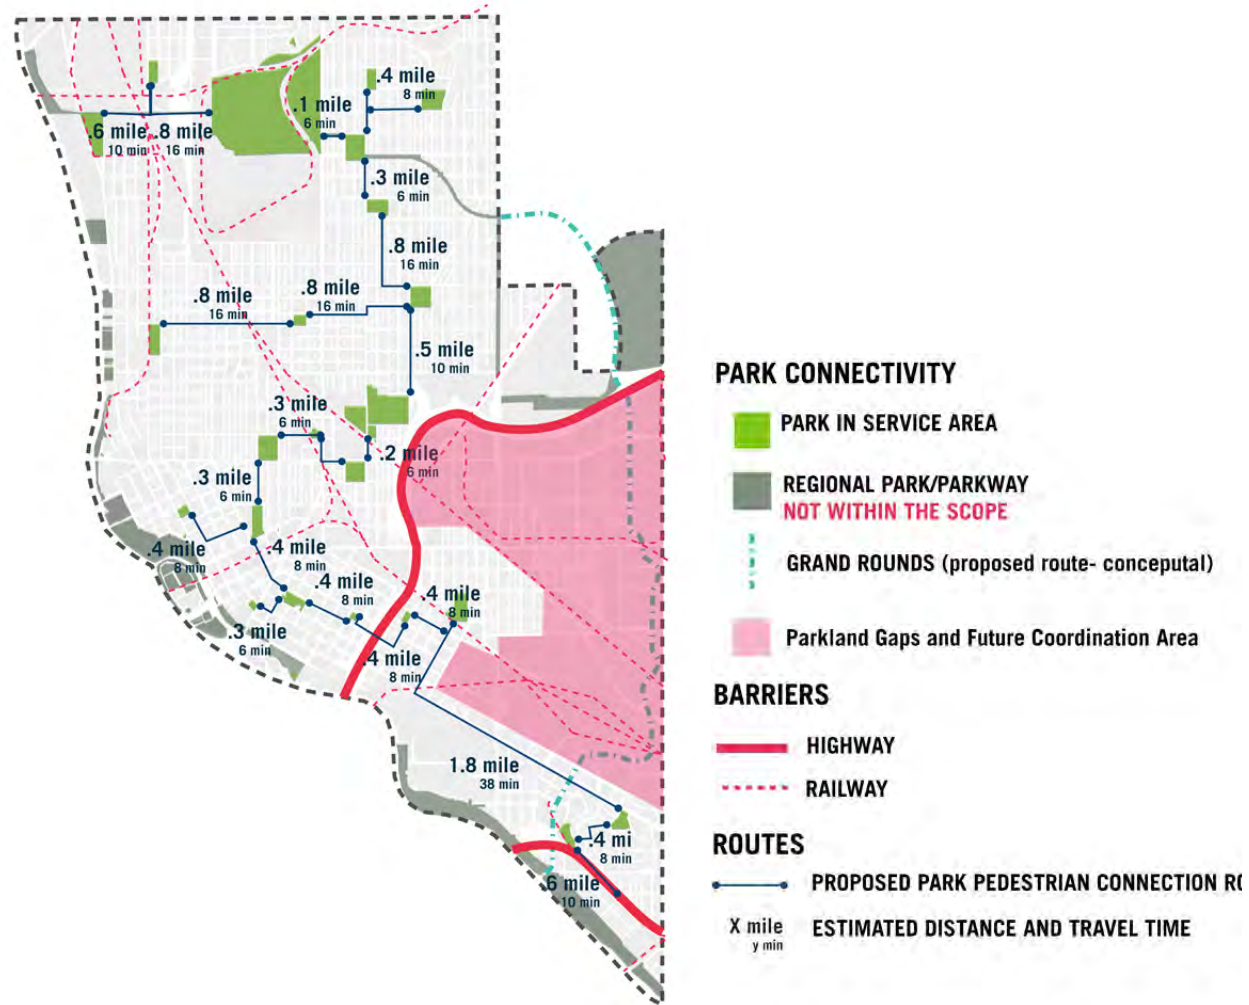 .4 mile
8 min
.1 mile
6 min
.6 mile
10 min
.8 mile
16 min
.3 mile
6 min
.8 mile
16 min
.8 mile
16 min
.8 mile
16 min
.5 mile
10 min
.3 mile
6 min
.2 mile
6 min
.3 mile
6 min
.4 mile
8 min
.4 mile
8 min
.4 mile
8 min
.4 mile
8 min
.3 mile
6 min
.4 mile
8 min
1.8 mile
38 min
.4 mi
8 min
.6 mile
10 min
PARK CONNECTIVITY
PARK IN SERVICE AREA
REGIONAL PARK/PARKWAY
NOT WITHIN THE SCOPE
GRAND ROUNDS (proposed route- conceputal)
Parkland Gaps and Future Coordination Area
BARRIERS
HIGHWAY
RAILWAY
ROUTES
PROPOSED PARK PEDESTRIAN CONNECTION RO
X mile
y min
ESTIMATED DISTANCE AND TRAVEL TIME